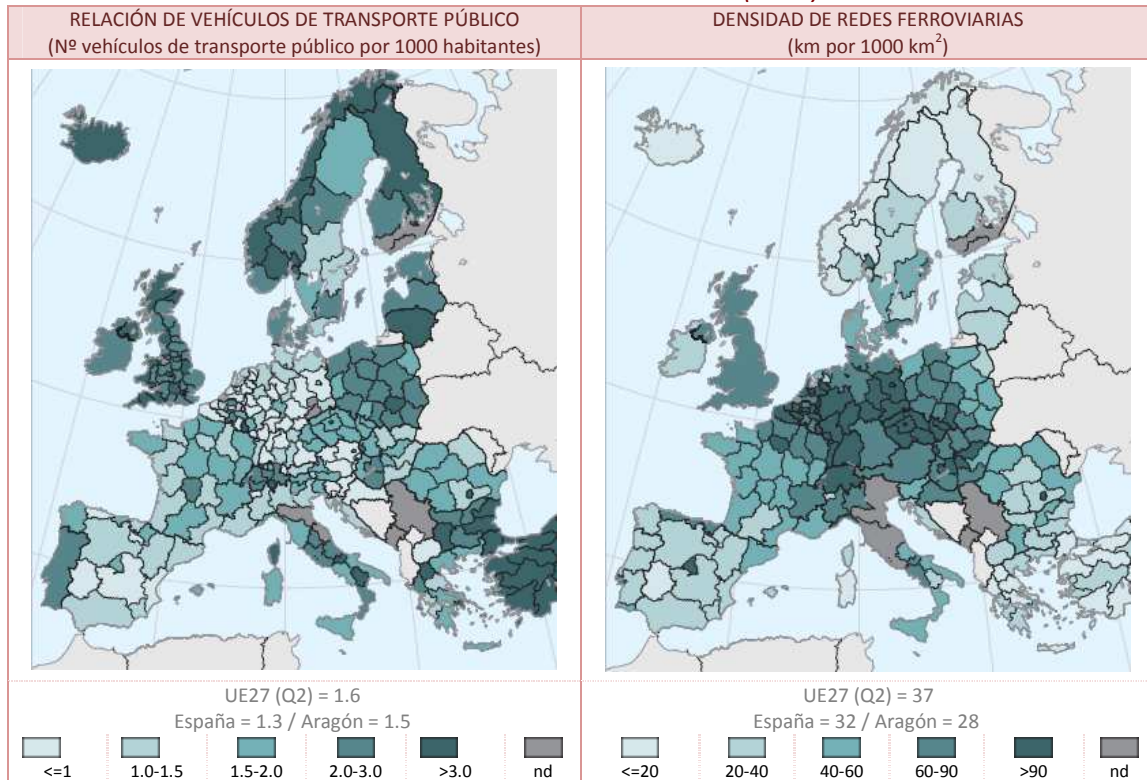 RELACIÓN DE VEHÍCULOS DE TRANSPORTE PÚBLICO
(Nº vehículos de transporte público por 1000 habitantes)
DENSIDAD DE REDES FERROVIARIAS
(km por 1000 km²)
UE27 (Q2) = 1.6
España = 1.3 / Aragón = 1.5
<=1 1.0-1.5 1.5-2.0 2.0-3.0 >3.0 nd
UE27 (Q2) = 37
España = 32 / Aragón = 28
<=20 20-40 40-60 60-90 >90 nd